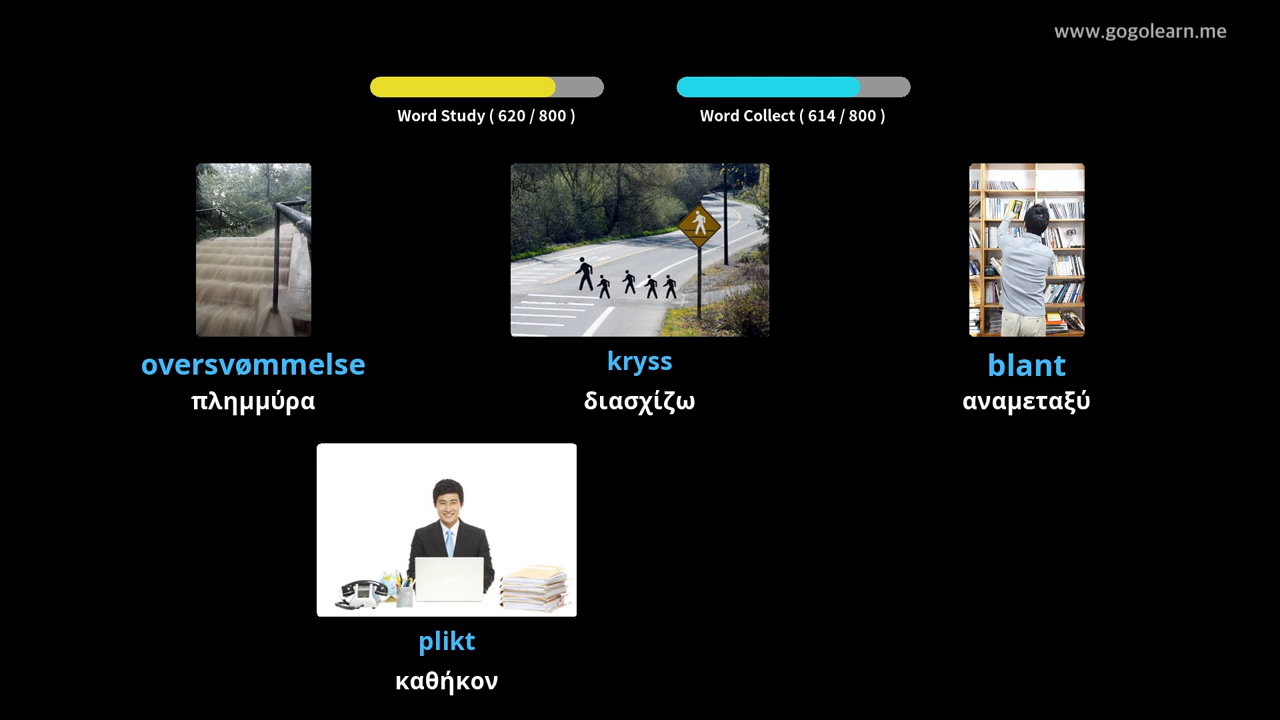 www.gogolearn.me
Word Study ( 620 / 800 )
Word Collect ( 614 / 800 )
oversvømmelse
πλημμύρα
kryss
διασχίζω
blant
αναμεταξύ
plikt
καθήκον